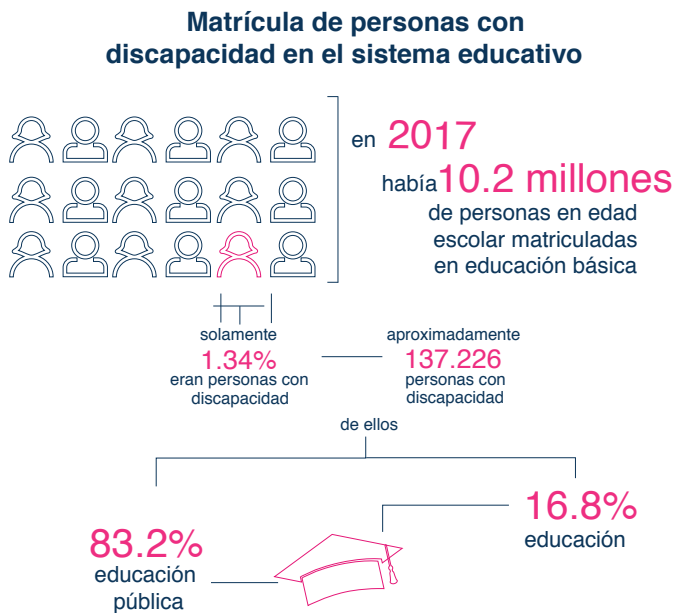 Matrícula de personas con
discapacidad en el sistema educativo
en 2017
había 10.2 millones
de personas en edad
escolar matriculadas
en educación básica
solamente
1.34%
eran personas con
discapacidad
aproximadamente
137.226
personas con
discapacidad
de ellos
83.2%
educación
pública
16.8%
educación